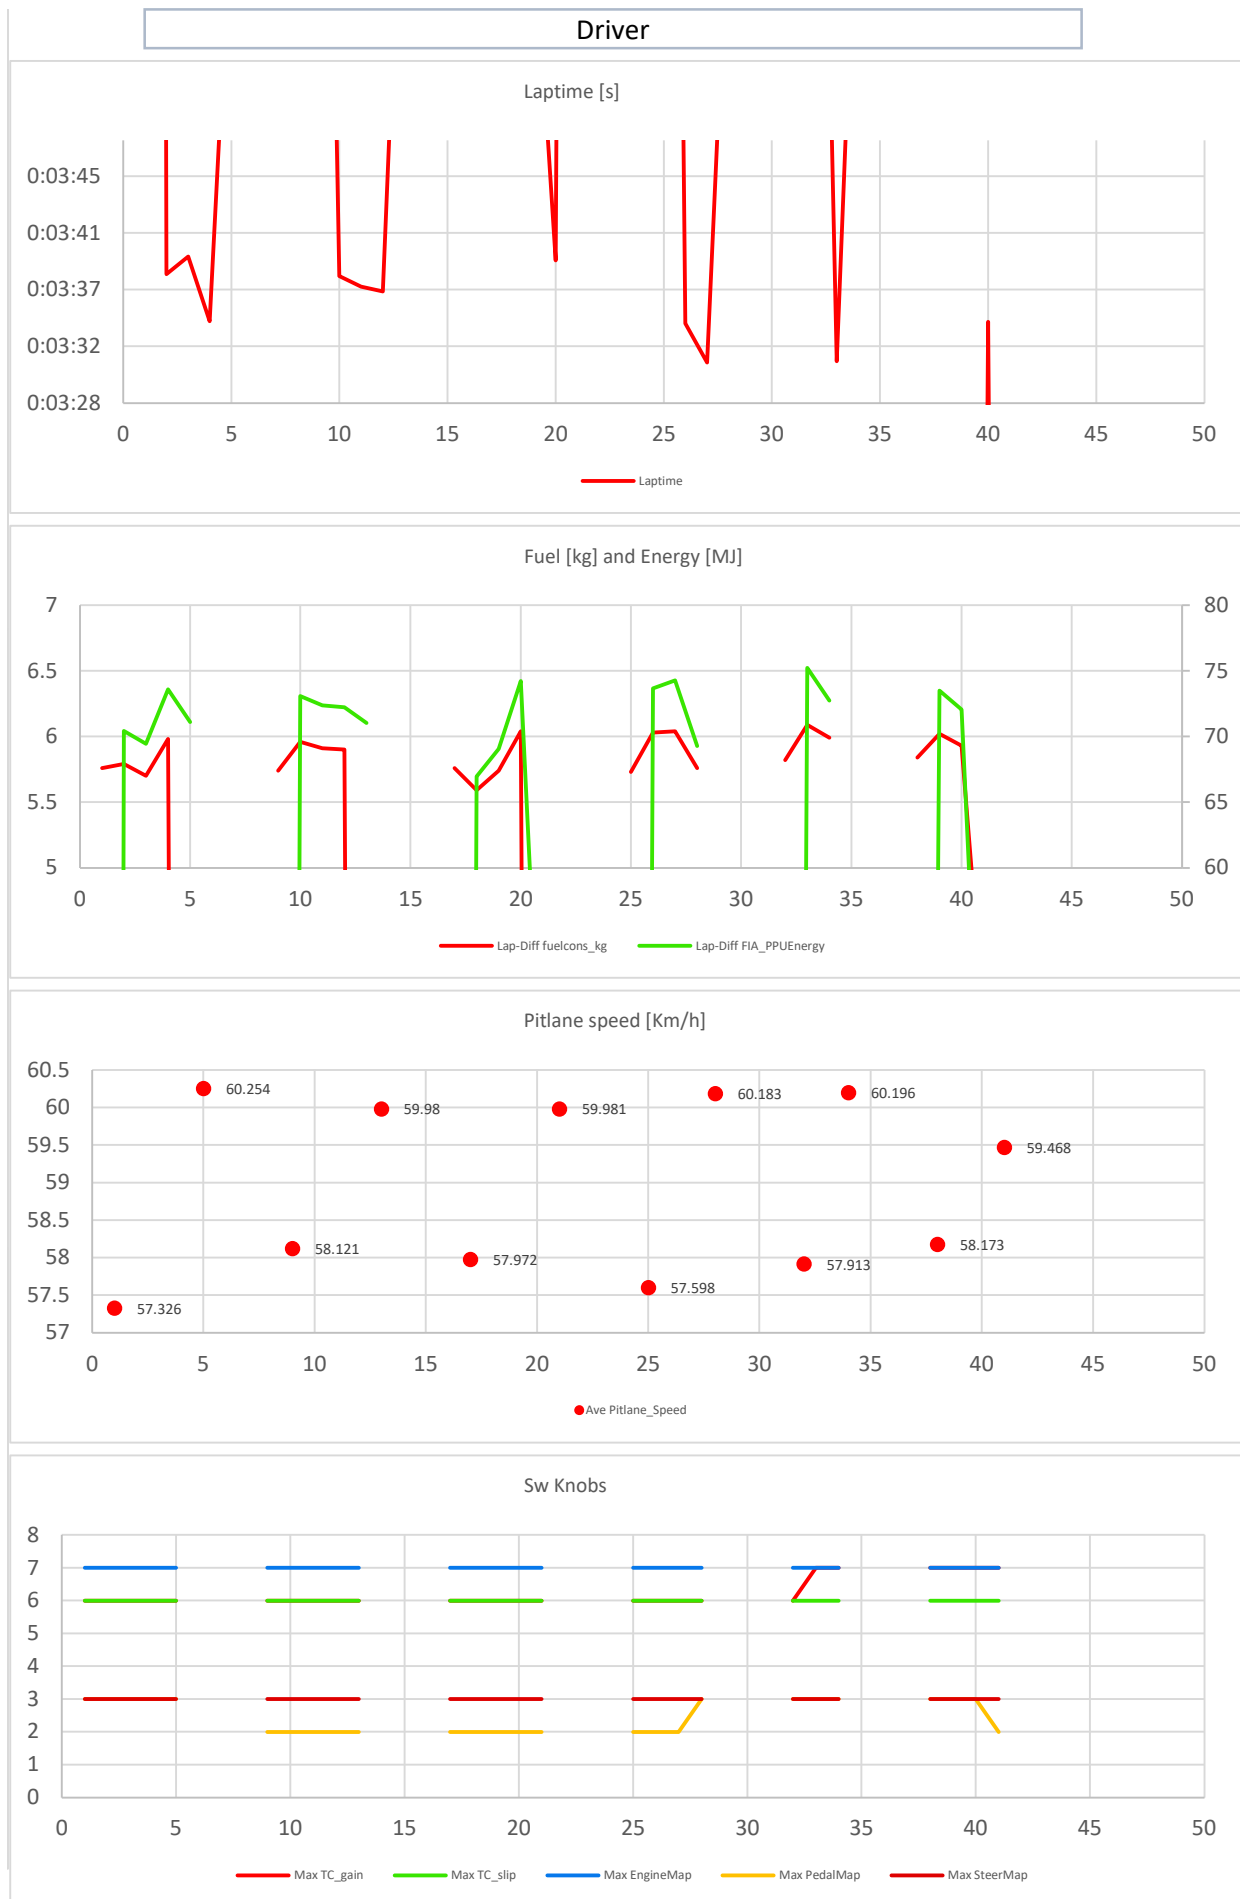 Driver
Laptime [s]
0:03:45
0:03:41
0:03:37
0:03:32
0:03:28
0 5 10 15 20 25 30 35 40 45 50
Laptime
Fuel [kg] and Energy [MJ]
7 80
6.5 75
6 70
5.5 65
5 60
0 5 10 15 20 25 30 35 40 45 50
Lap-Diff fuelcons_kg Lap-Diff FIA_PPUEnergy
Pitlane speed [Km/h]
60.5
60.254 60.183 60.196
60 59.98 59.981
59.5 59.468
59
58.5
58 58.121 57.972 57.913 58.173
57.5 57.326 57.598
57
0 5 10 15 20 25 30 35 40 45 50
Ave Pitlane_Speed
Sw Knobs
8
7
6
5
4
3
2
1
0
0 5 10 15 20 25 30 35 40 45 50
Max TC_gain Max TC_slip Max EngineMap Max PedalMap Max SteerMap